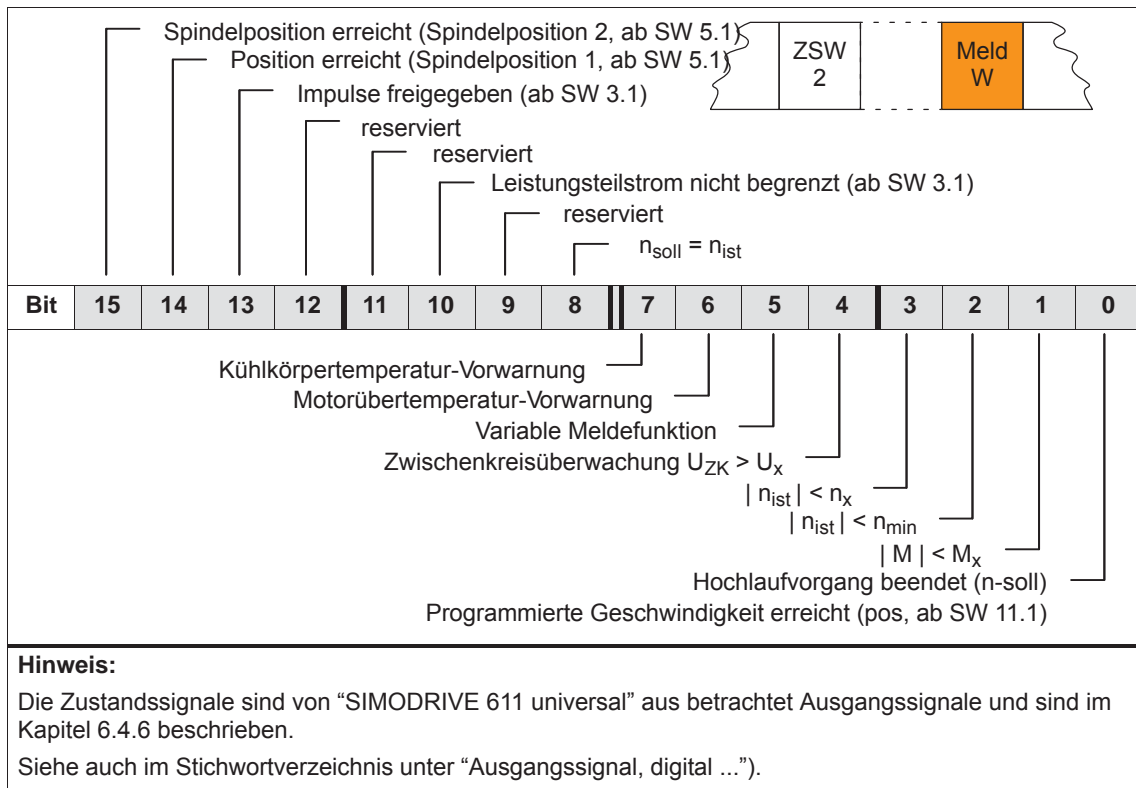 Spindelposition erreicht (Spindelposition 2, ab SW 5.1)
Position erreicht (Spindelposition 1, ab SW 5.1)
Impulse freigegeben (ab SW 3.1)
reserviert
reserviert
Leistungsteilstrom nicht begrenzt (ab SW 3.1)
reserviert
nsoll = nist
ZSW
2
Meld
W
Bit 15 14 13 12 11 10 9 8 7 6 5 4 3 2 1 0
Kühlkörpertemperatur-Vorwarnung
Motorübertemperatur-Vorwarnung
Variable Meldefunktion
Zwischenkreisüberwachung UZK > Ux
| nist | < nx
| nist | < nmin
| M | < Mx
Hochlaufvorgang beendet (n-soll)
Programmierte Geschwindigkeit erreicht (pos, ab SW 11.1)
Hinweis:
Die Zustandssignale sind von “SIMODRIVE 611 universal” aus betrachtet Ausgangssignale und sind im
Kapitel 6.4.6 beschrieben.
Siehe auch im Stichwortverzeichnis unter “Ausgangssignal, digital ...”).